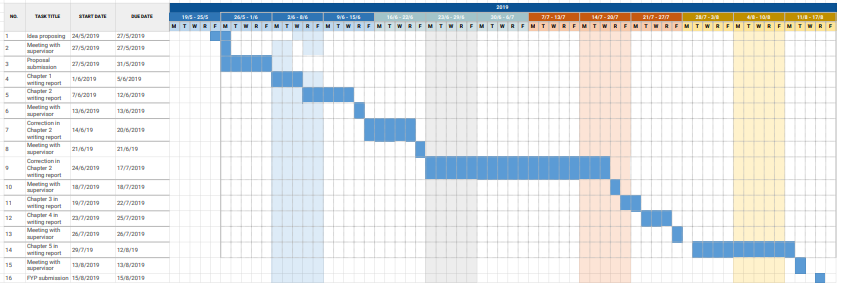 2019
NO. TASK TITLE START DATE DUE DATE 19/5 - 25/5 26/5 - 1/6 2/6 - 8/6 9/6 - 15/6 16/6 - 22/6 23/6 - 29/6 30/6 - 6/7 7/7 - 13/7 14/7 - 20/7 21/7 - 27/7 28/7 - 3/8 4/8 - 10/8 11/8 - 17/8
M T W R F M T W R F M T W R F M T W R F M T W R F M T W R F M T W R F M T W R F M T W R F M T W R F M T W R F M T W R F M T W R F
1 Idea proposing 24/5/2019 27/5/2019
2 Meeting with supervisor 27/5/2019 27/5/2019
3 Proposal submission 27/5/2019 31/5/2019
4 Chapter 1 writing report 1/6/2019 5/6/2019
5 Chapter 2 writing report 7/6/2019 12/6/2019
6 Meeting with supervisor 13/6/2019 13/6/2019
7 Correction in Chapter 2 writing report 14/6/19 20/6/2019
8 Meeting with supervisor 21/6/19 21/6/19
9 Correction in Chapter 2 writing report 24/6/2019 17/7/2019
10 Meeting with supervisor 18/7/2019 18/7/2019
11 Chapter 3 in writing report 19/7/2019 22/7/2019
12 Chapter 4 in writing report 23/7/2019 25/7/2019
13 Meeting with supervisor 26/7/2019 26/7/2019
14 Chapter 5 in writing report 29/7/19 12/8/19
15 Meeting with supervisor 13/8/2019 13/8/2019
16 FYP submission 15/8/2019 15/8/2019